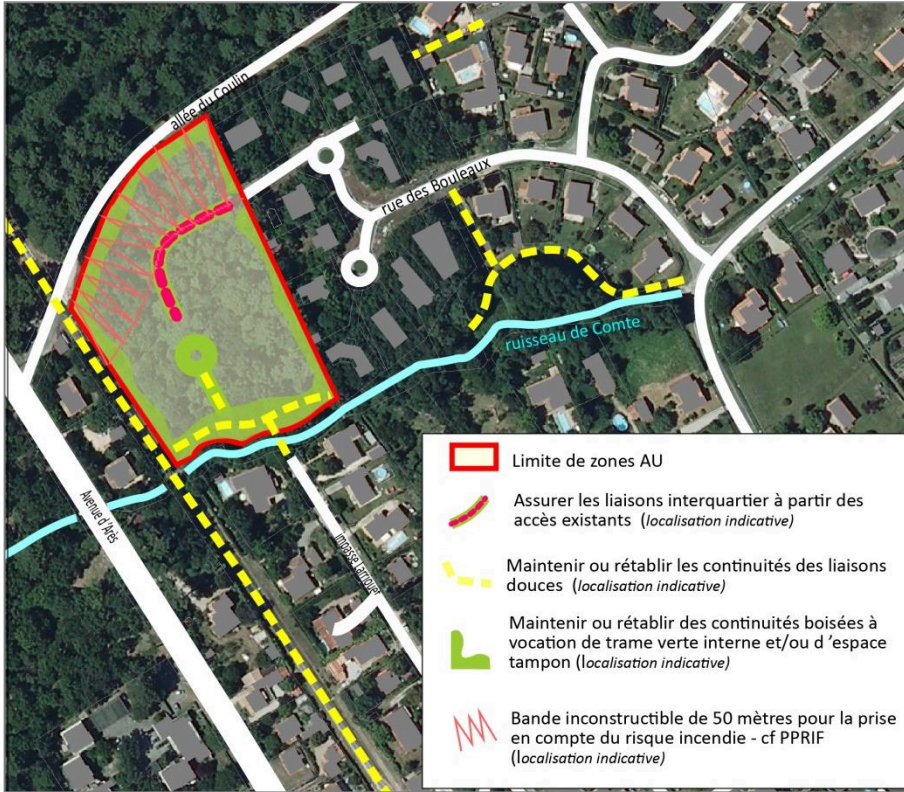 allée du Coulin
rue des Bouleaux
ruisseau de Comte
Avenue d'Arès
Impasse Larriouet
Limite de zones AU
Assurer les liaisons interquartier à partir des
accès existants (localisation indicative)
Maintenir ou rétablir les continuités des liaisons
douces (localisation indicative)
Maintenir ou rétablir des continuités boisées à
vocation de trame verte interne et/ou d 'espace
tampon (localisation indicative)
Bande inconstructible de 50 mètres pour la prise
en compte du risque incendie - cf PPRIF
(localisation indicative)